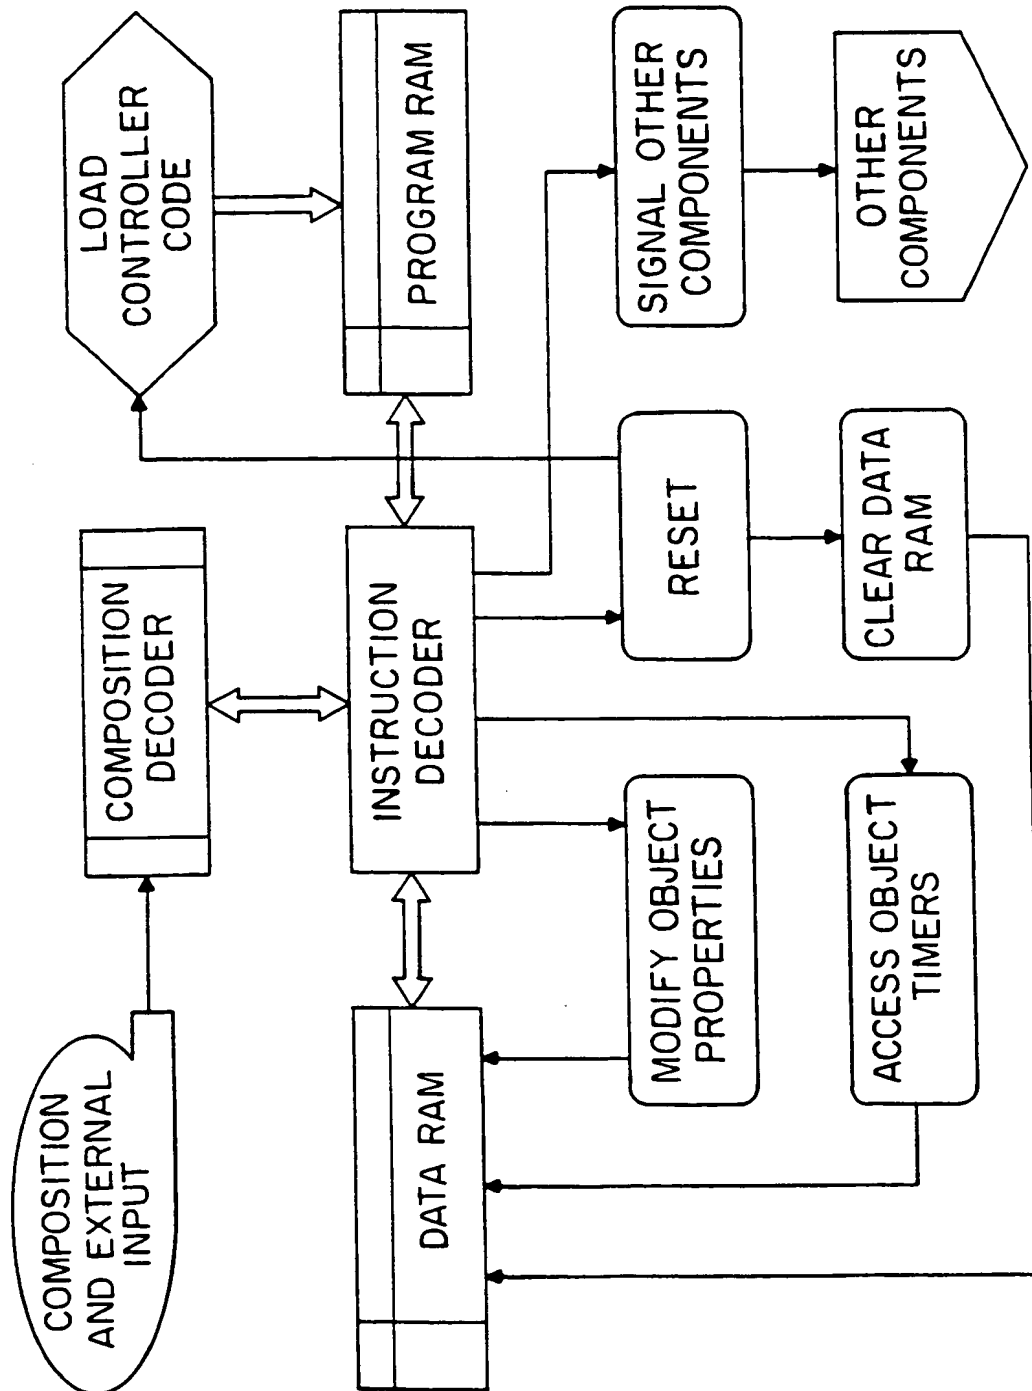 COMPOSITION
AND EXTERNAL
INPUT
COMPOSITION
DECODER
LOAD
CONTROLLER
CODE
DATA RAM
INSTRUCTION
DECODER
PROGRAM RAM
MODIFY OBJECT
PROPERTIES
RESET
SIGNAL OTHER
COMPONENTS
ACCESS OBJECT
TIMERS
CLEAR DATA
RAM
OTHER
COMPONENTS